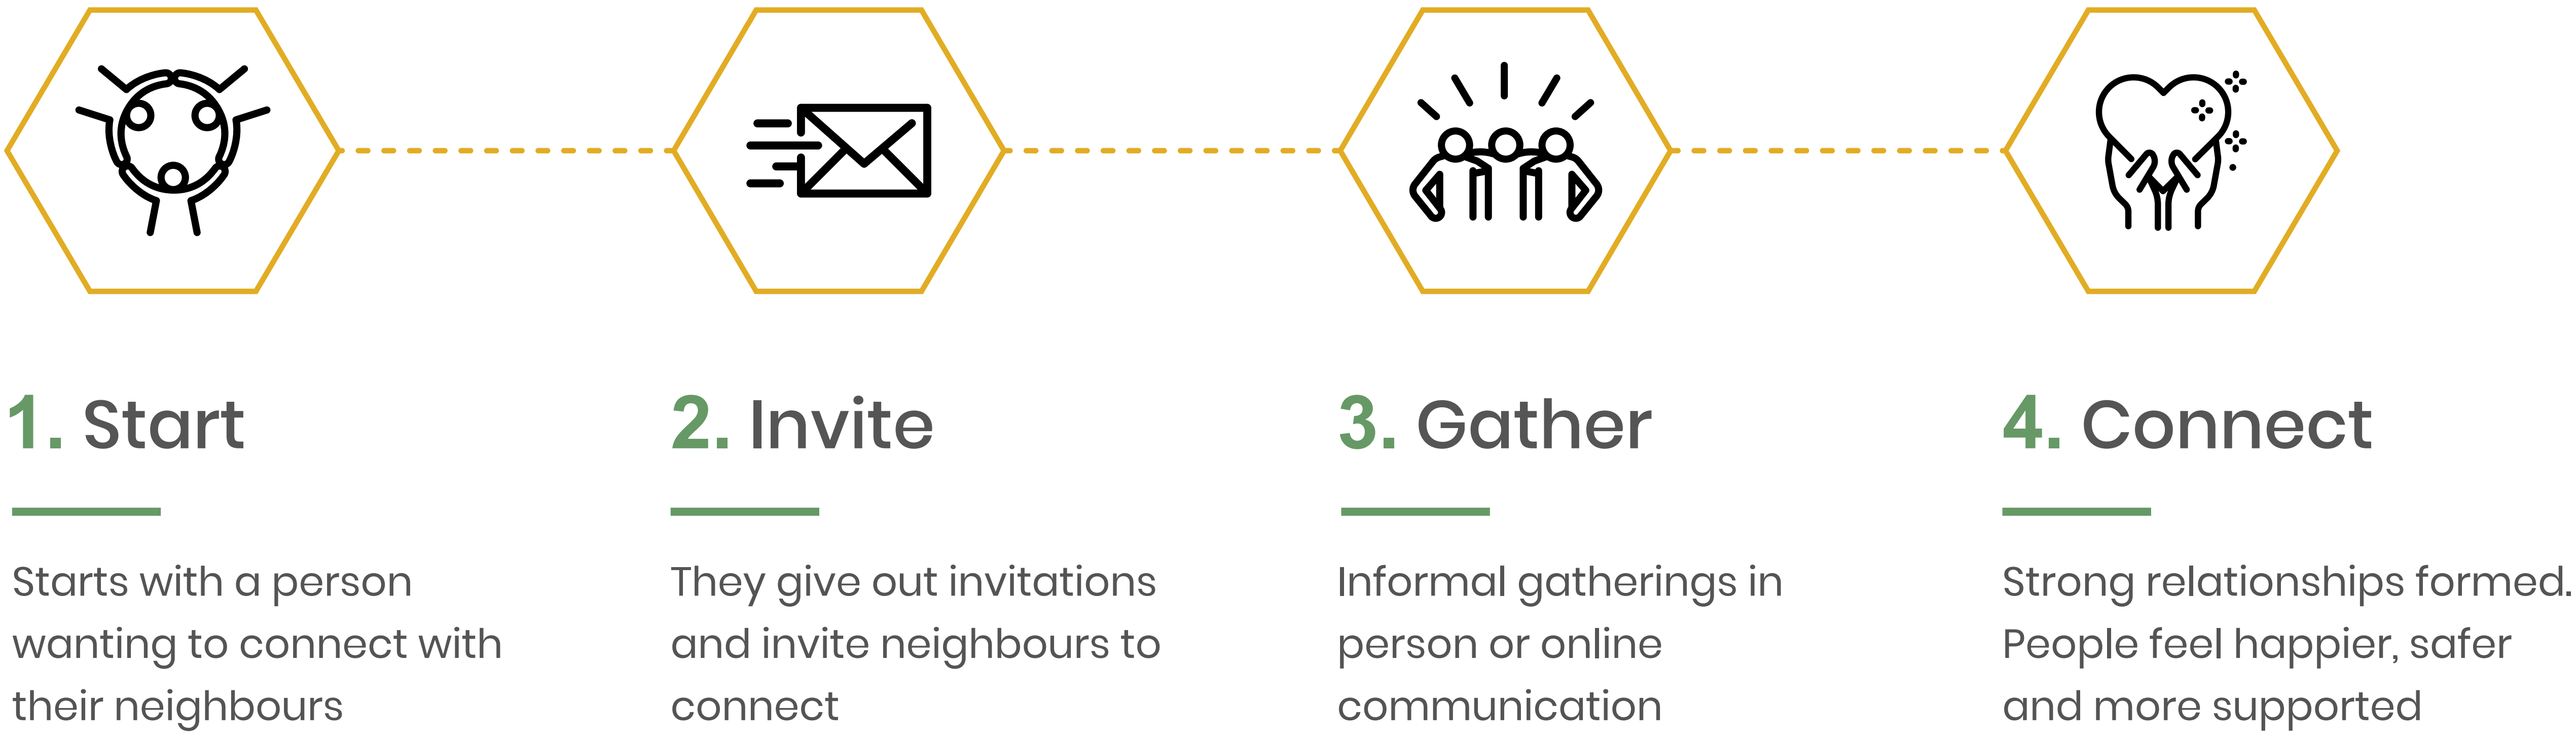 1. Start
Starts with a person
wanting to connect with
their neighbours
2. Invite
They give out invitations
and invite neighbours to
connect
3. Gather
Informal gatherings in
person or online
communication
4. Connect
Strong relationships formed.
People feel happier, safer
and more supported